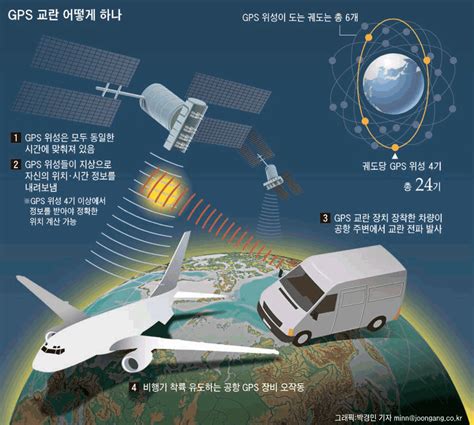 GPS 교란 어떻게 하나
GPS 위성이 도는 궤도는 총 6개
궤도당 GPS 위성 4기
총 24기
1 GPS 위성은 모두 동일한
시간에 맞춰져 있음
2 GPS 위성들이 지상으로
자신의 위치·시간 정보를
내려보냄
※GPS 위성 4기 이상에서
정보를 받아야 정확한
위치 계산 가능
3 GPS 교란 장치 장착한 차량이
공항 주변에서 교란 전파 발사
4 비행기 착륙 유도하는 공항 GPS 장비 오작동
그래픽:박경민 기자 minn@joongang.co.kr